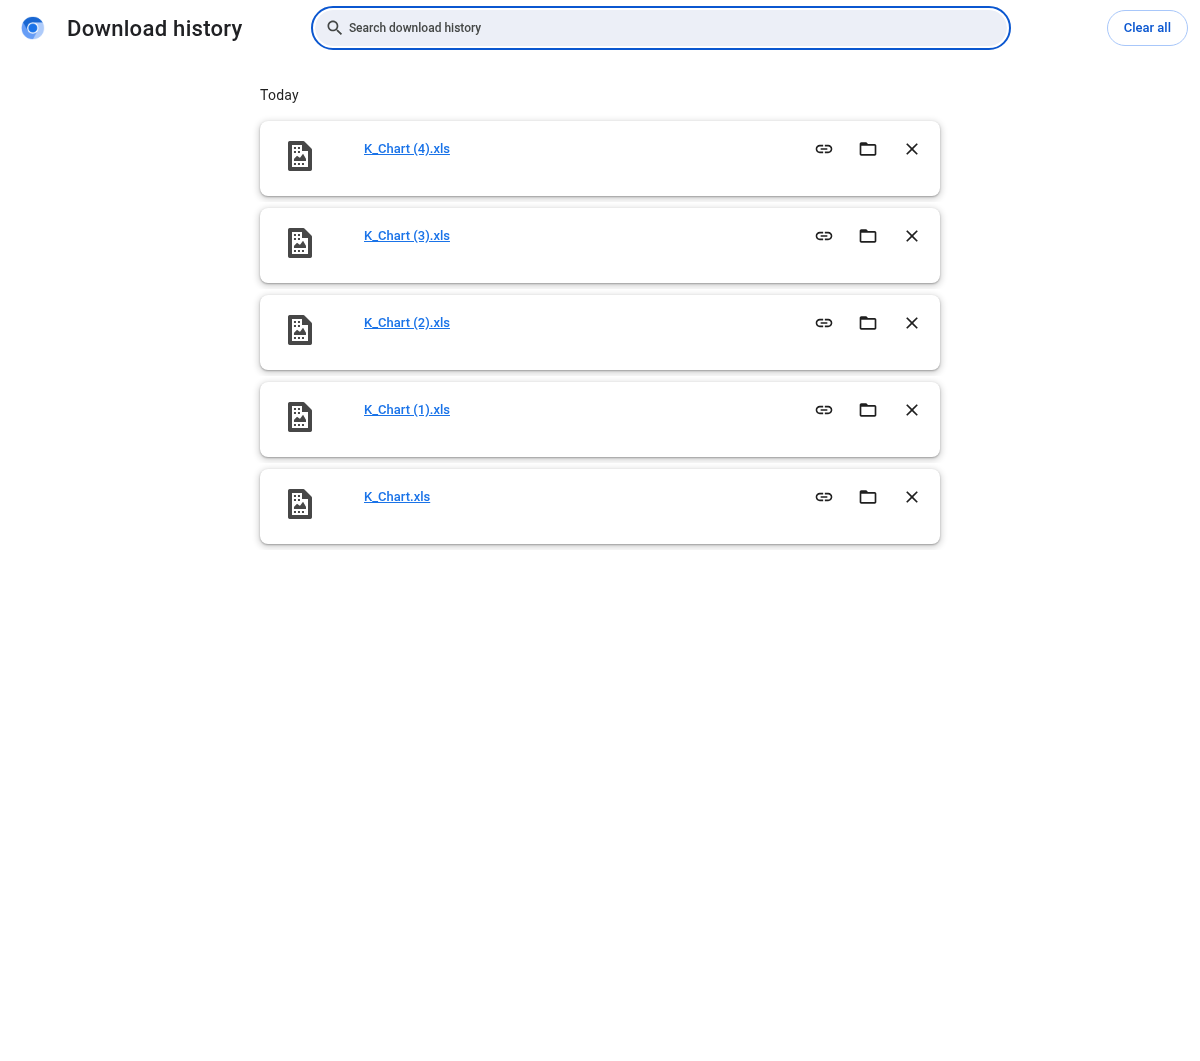 Download history
Search download history
Clear all
Today
K_Chart (4).xls
K_Chart (3).xls
K_Chart (2).xls
K_Chart (1).xls
K_Chart.xls